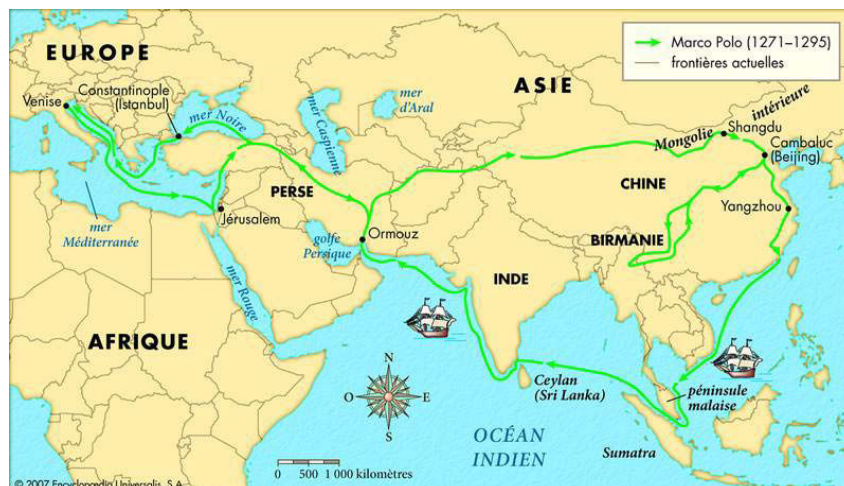 EUROPE
Marco Polo (1271–1295)
frontières actuelles
Constantinople
(Istanbul)
Venise
mer Noire
mer Caspienne
mer
d'Aral
ASIE
intérieure
Mongolie
Shangdu
Cambaluc
(Beijing)
PERSE
CHINE
Jérusalem
Yangzhou
mer
Méditerranée
golfe
Persique
Ormouz
BIRMANIE
mer Rouge
INDE
AFRIQUE
N
O
E
S
Ceylan
(Sri Lanka)
péninsule
malaise
OCÉAN
INDIEN
Sumatra
0 500 1 000 kilomètres
© 2007 Encyclopædia Universalis, S.A.